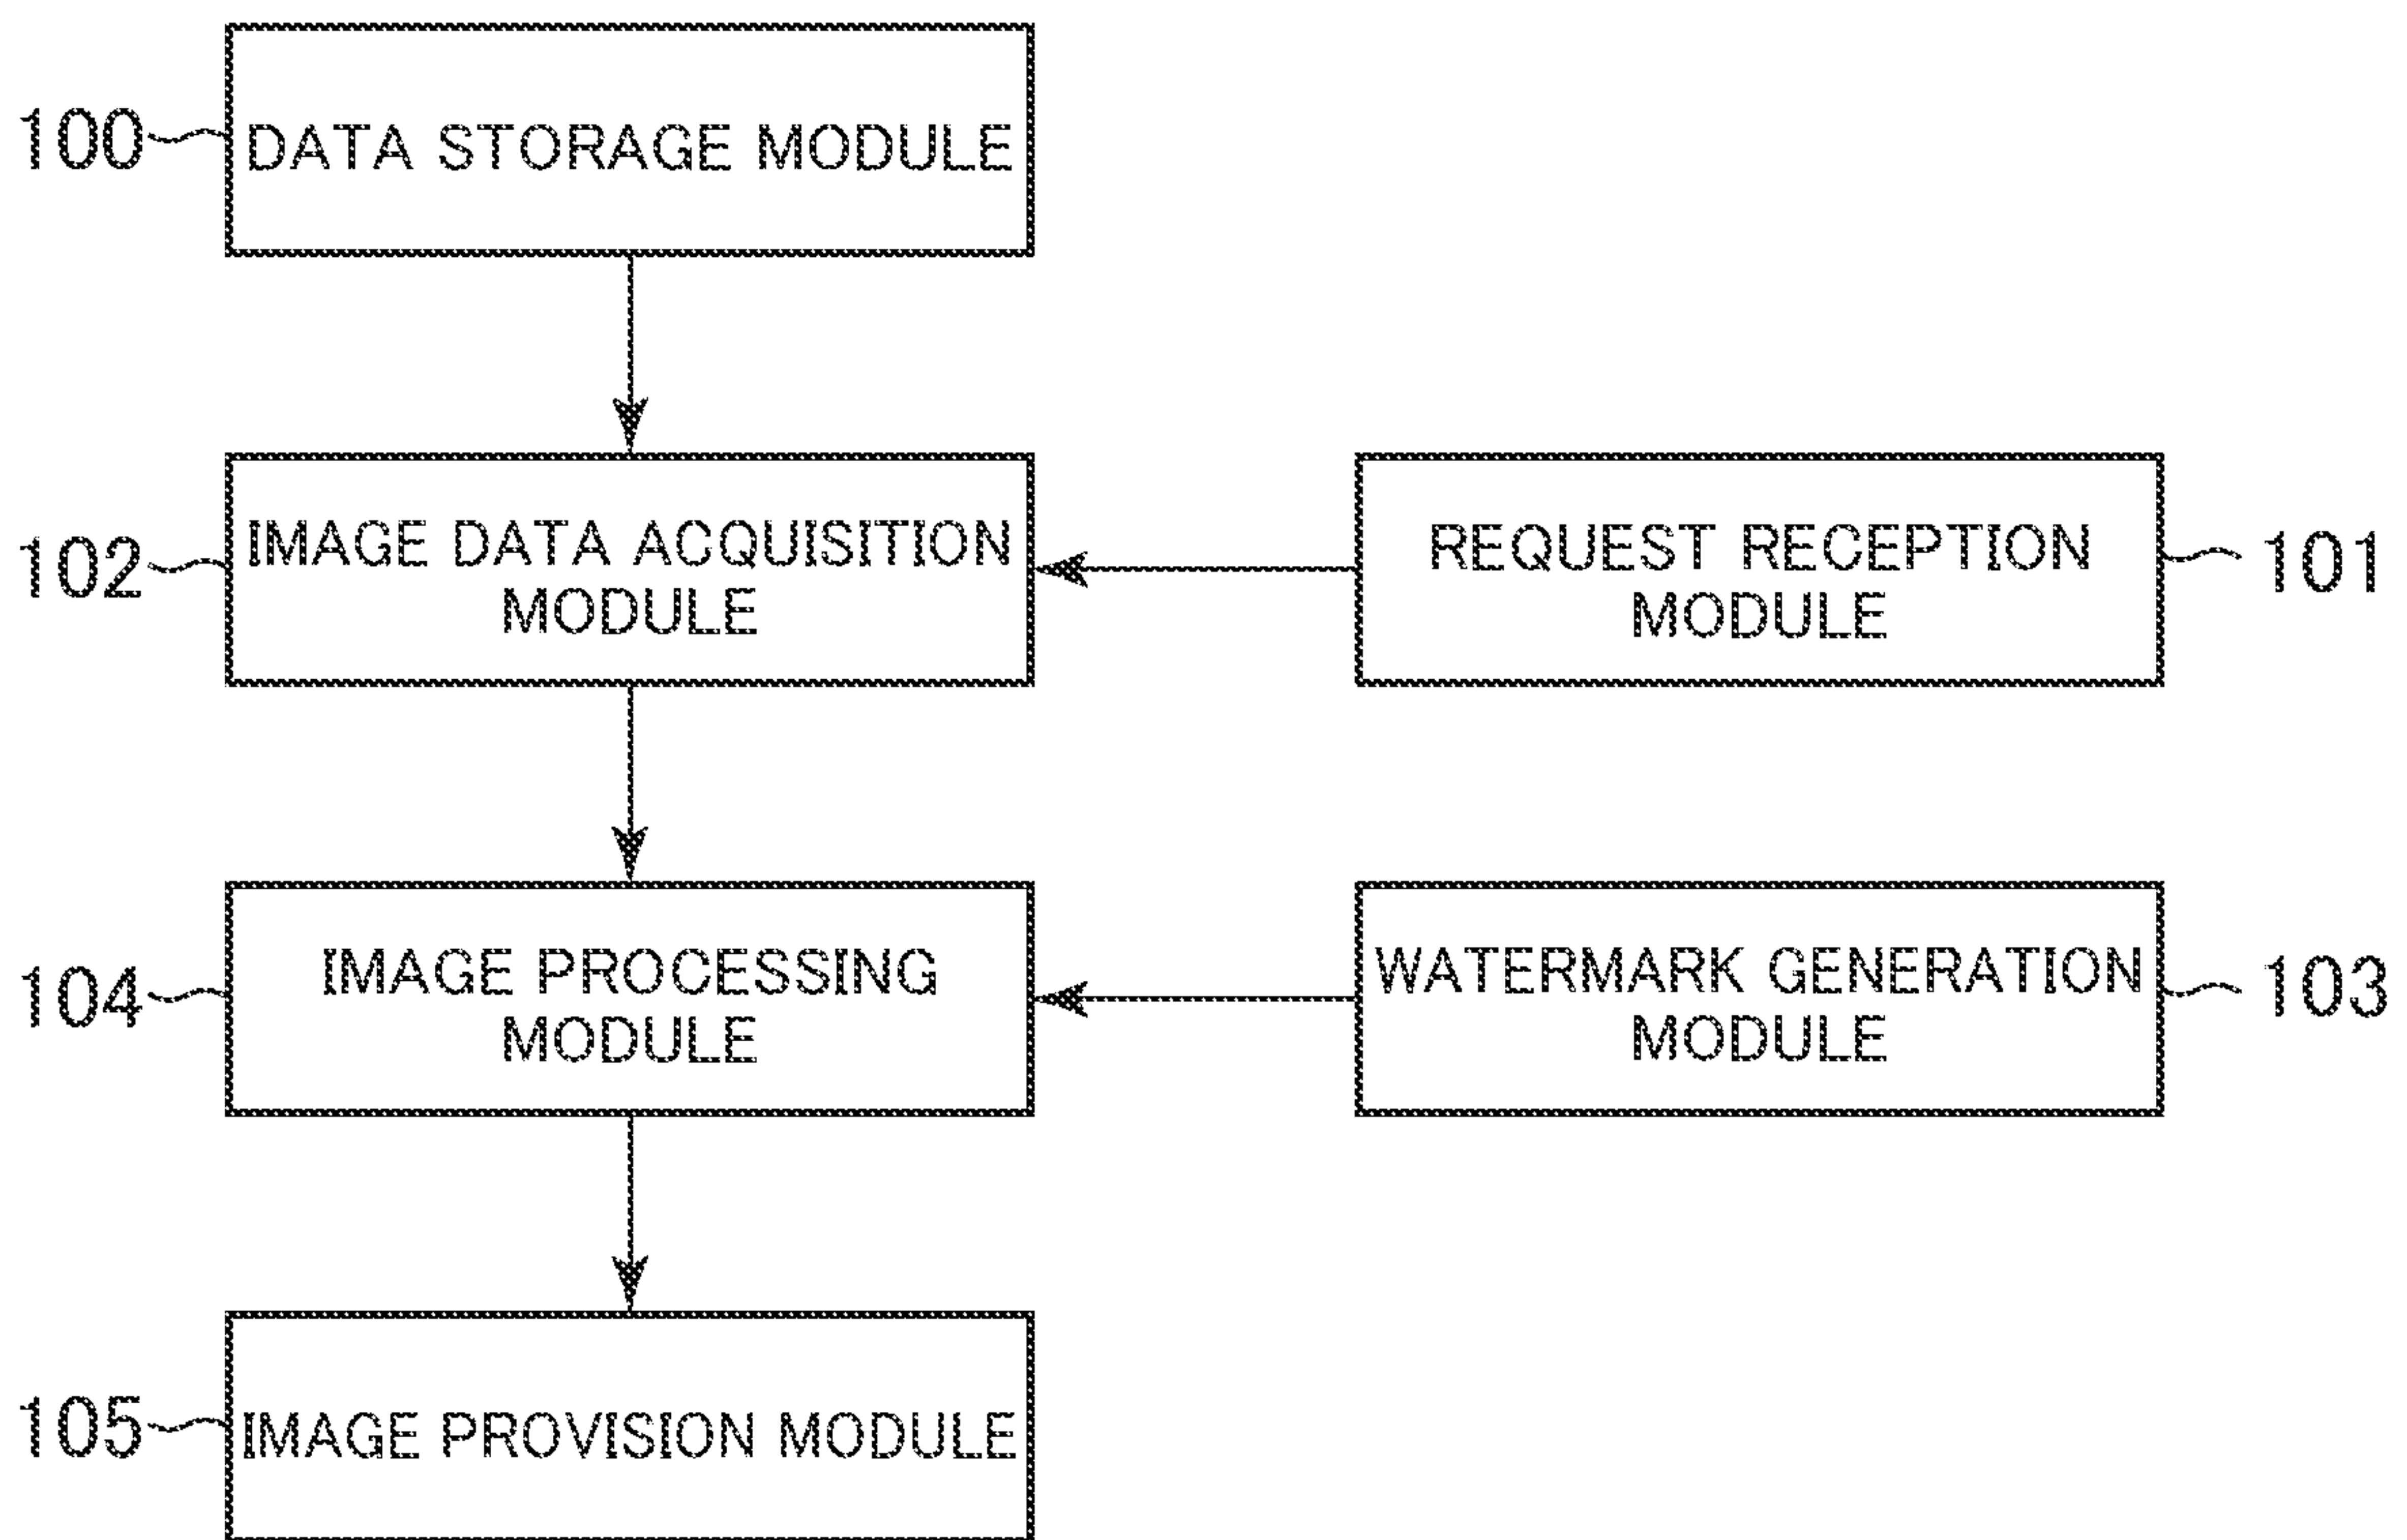 100
DATA STORAGE MODULE
102
IMAGE DATA ACQUISITION
MODULE
REQUEST RECEPTION
MODULE
101
104
IMAGE PROCESSING
MODULE
WATERMARK GENERATION
MODULE
103
105
IMAGE PROVISION MODULE